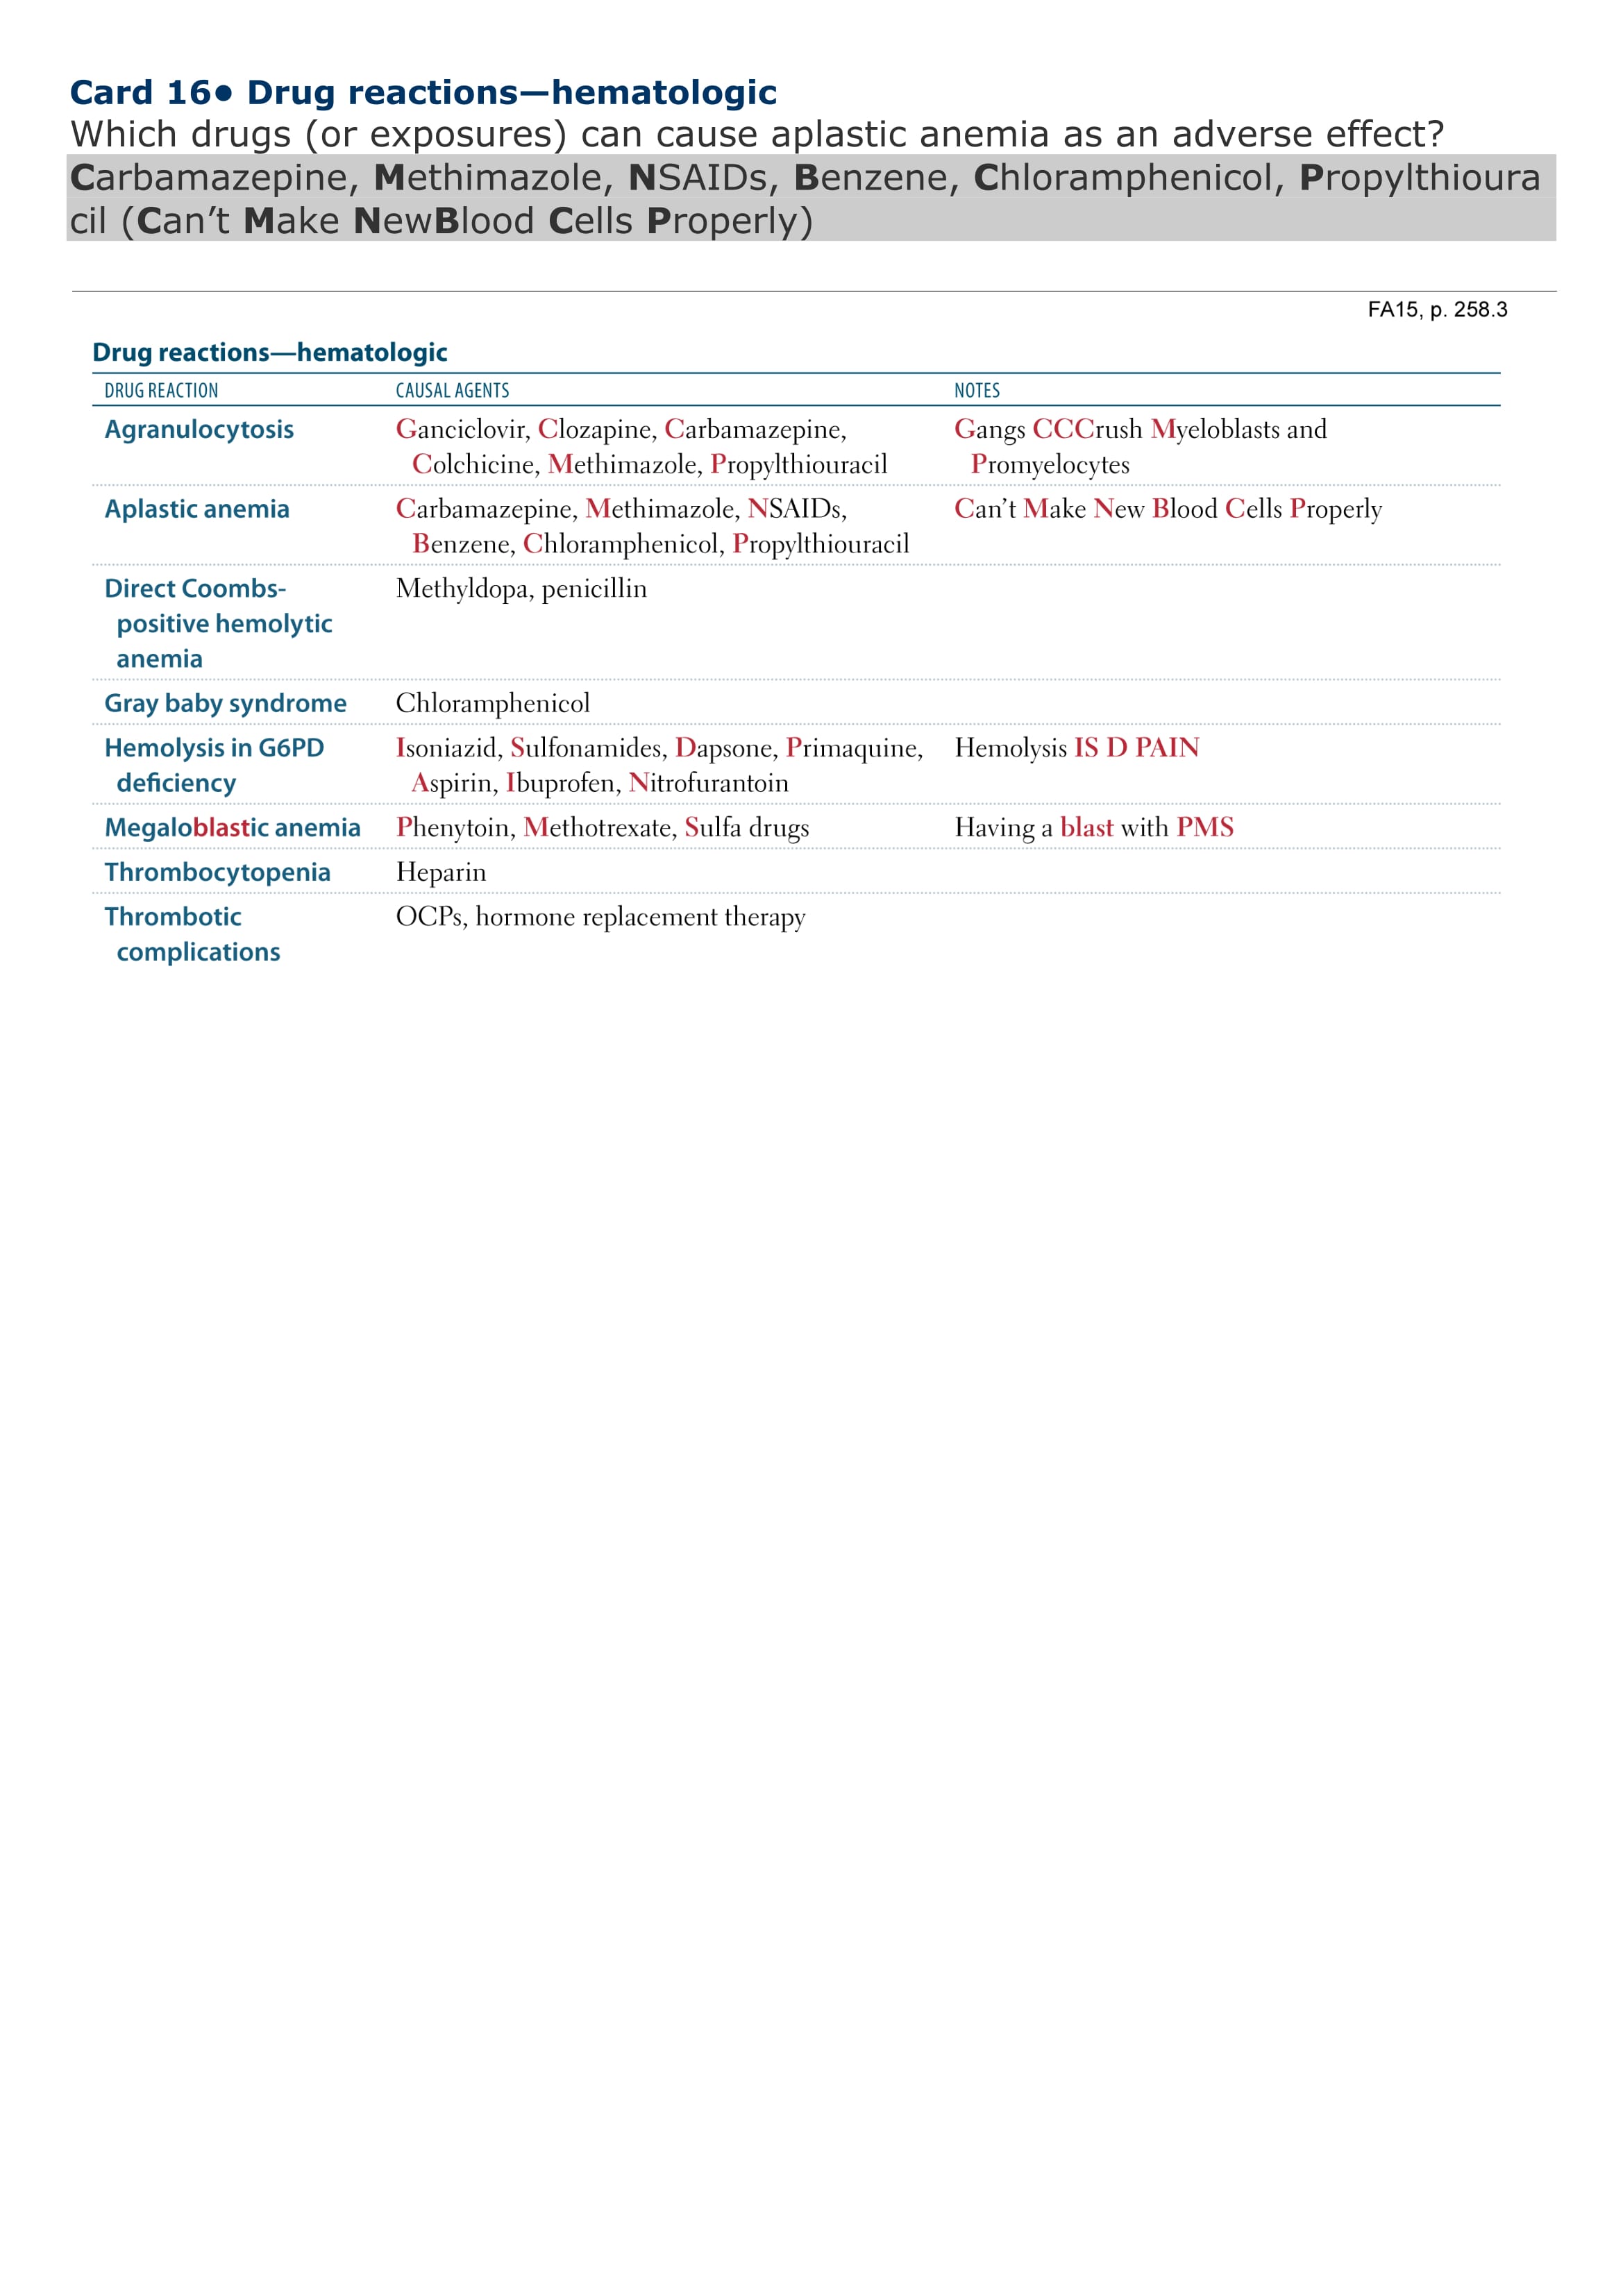 Card 16● Drug reactions—hematologic
Which drugs (or exposures) can cause aplastic anemia as an adverse effect?
Carbamazepine, Methimazole, NSAIDs, Benzene, Chloramphenicol, Propylthioura
cil (Can’t Make NewBlood Cells Properly)
FA15, p. 258.3
Drug reactions—hematologic
DRUG REACTION CAUSAL AGENTS NOTES
Agranulocytosis Ganciclovir, Clozapine, Carbamazepine, Gangs CCCrush Myeloblasts and
Colchicine, Methimazole, Propylthiouracil Promyelocytes
Aplastic anemia Carbamazepine, Methimazole, NSAIDs, Can’t Make New Blood Cells Properly
Benzene, Chloramphenicol, Propylthiouracil
Direct Coombs- Methyldopa, penicillin
positive hemolytic
anemia
Gray baby syndrome Chloramphenicol
Hemolysis in G6PD Isoniazid, Sulfonamides, Dapsone, Primaquine, Hemolysis IS D PAIN
deficiency Aspirin, Ibuprofen, Nitrofurantoin
Megaloblastic anemia Phenytoin, Methotrexate, Sulfa drugs Having a blast with PMS
Thrombocytopenia Heparin
Thrombotic OCPs, hormone replacement therapy
complications